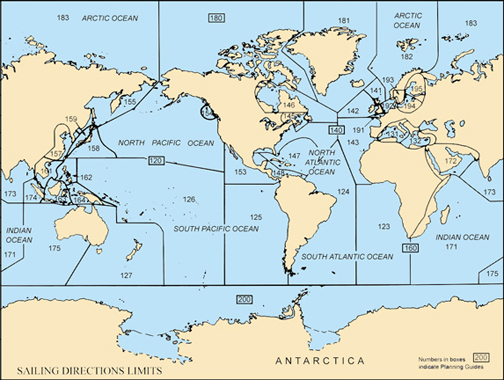 183
ARCTIC OCEAN
180
181
ARCTIC
OCEAN
183
182
193
195
155
141
192
194
146
145
142
159
140
157
158
NORTH PACIFIC OCEAN
191
143
131
132
120
147
NORTH
ATLANTIC
OCEAN
172
161
162
153
148
173
174
164
126
125
124
123
173
INDIAN
OCEAN
171
175
127
SOUTH PACIFIC OCEAN
SOUTH ATLANTIC OCEAN
160
INDIAN OCEAN
171
200
ANTARCTICA
SAILING DIRECTIONS LIMITS
Numbers in boxes
indicate Planning Guides
200